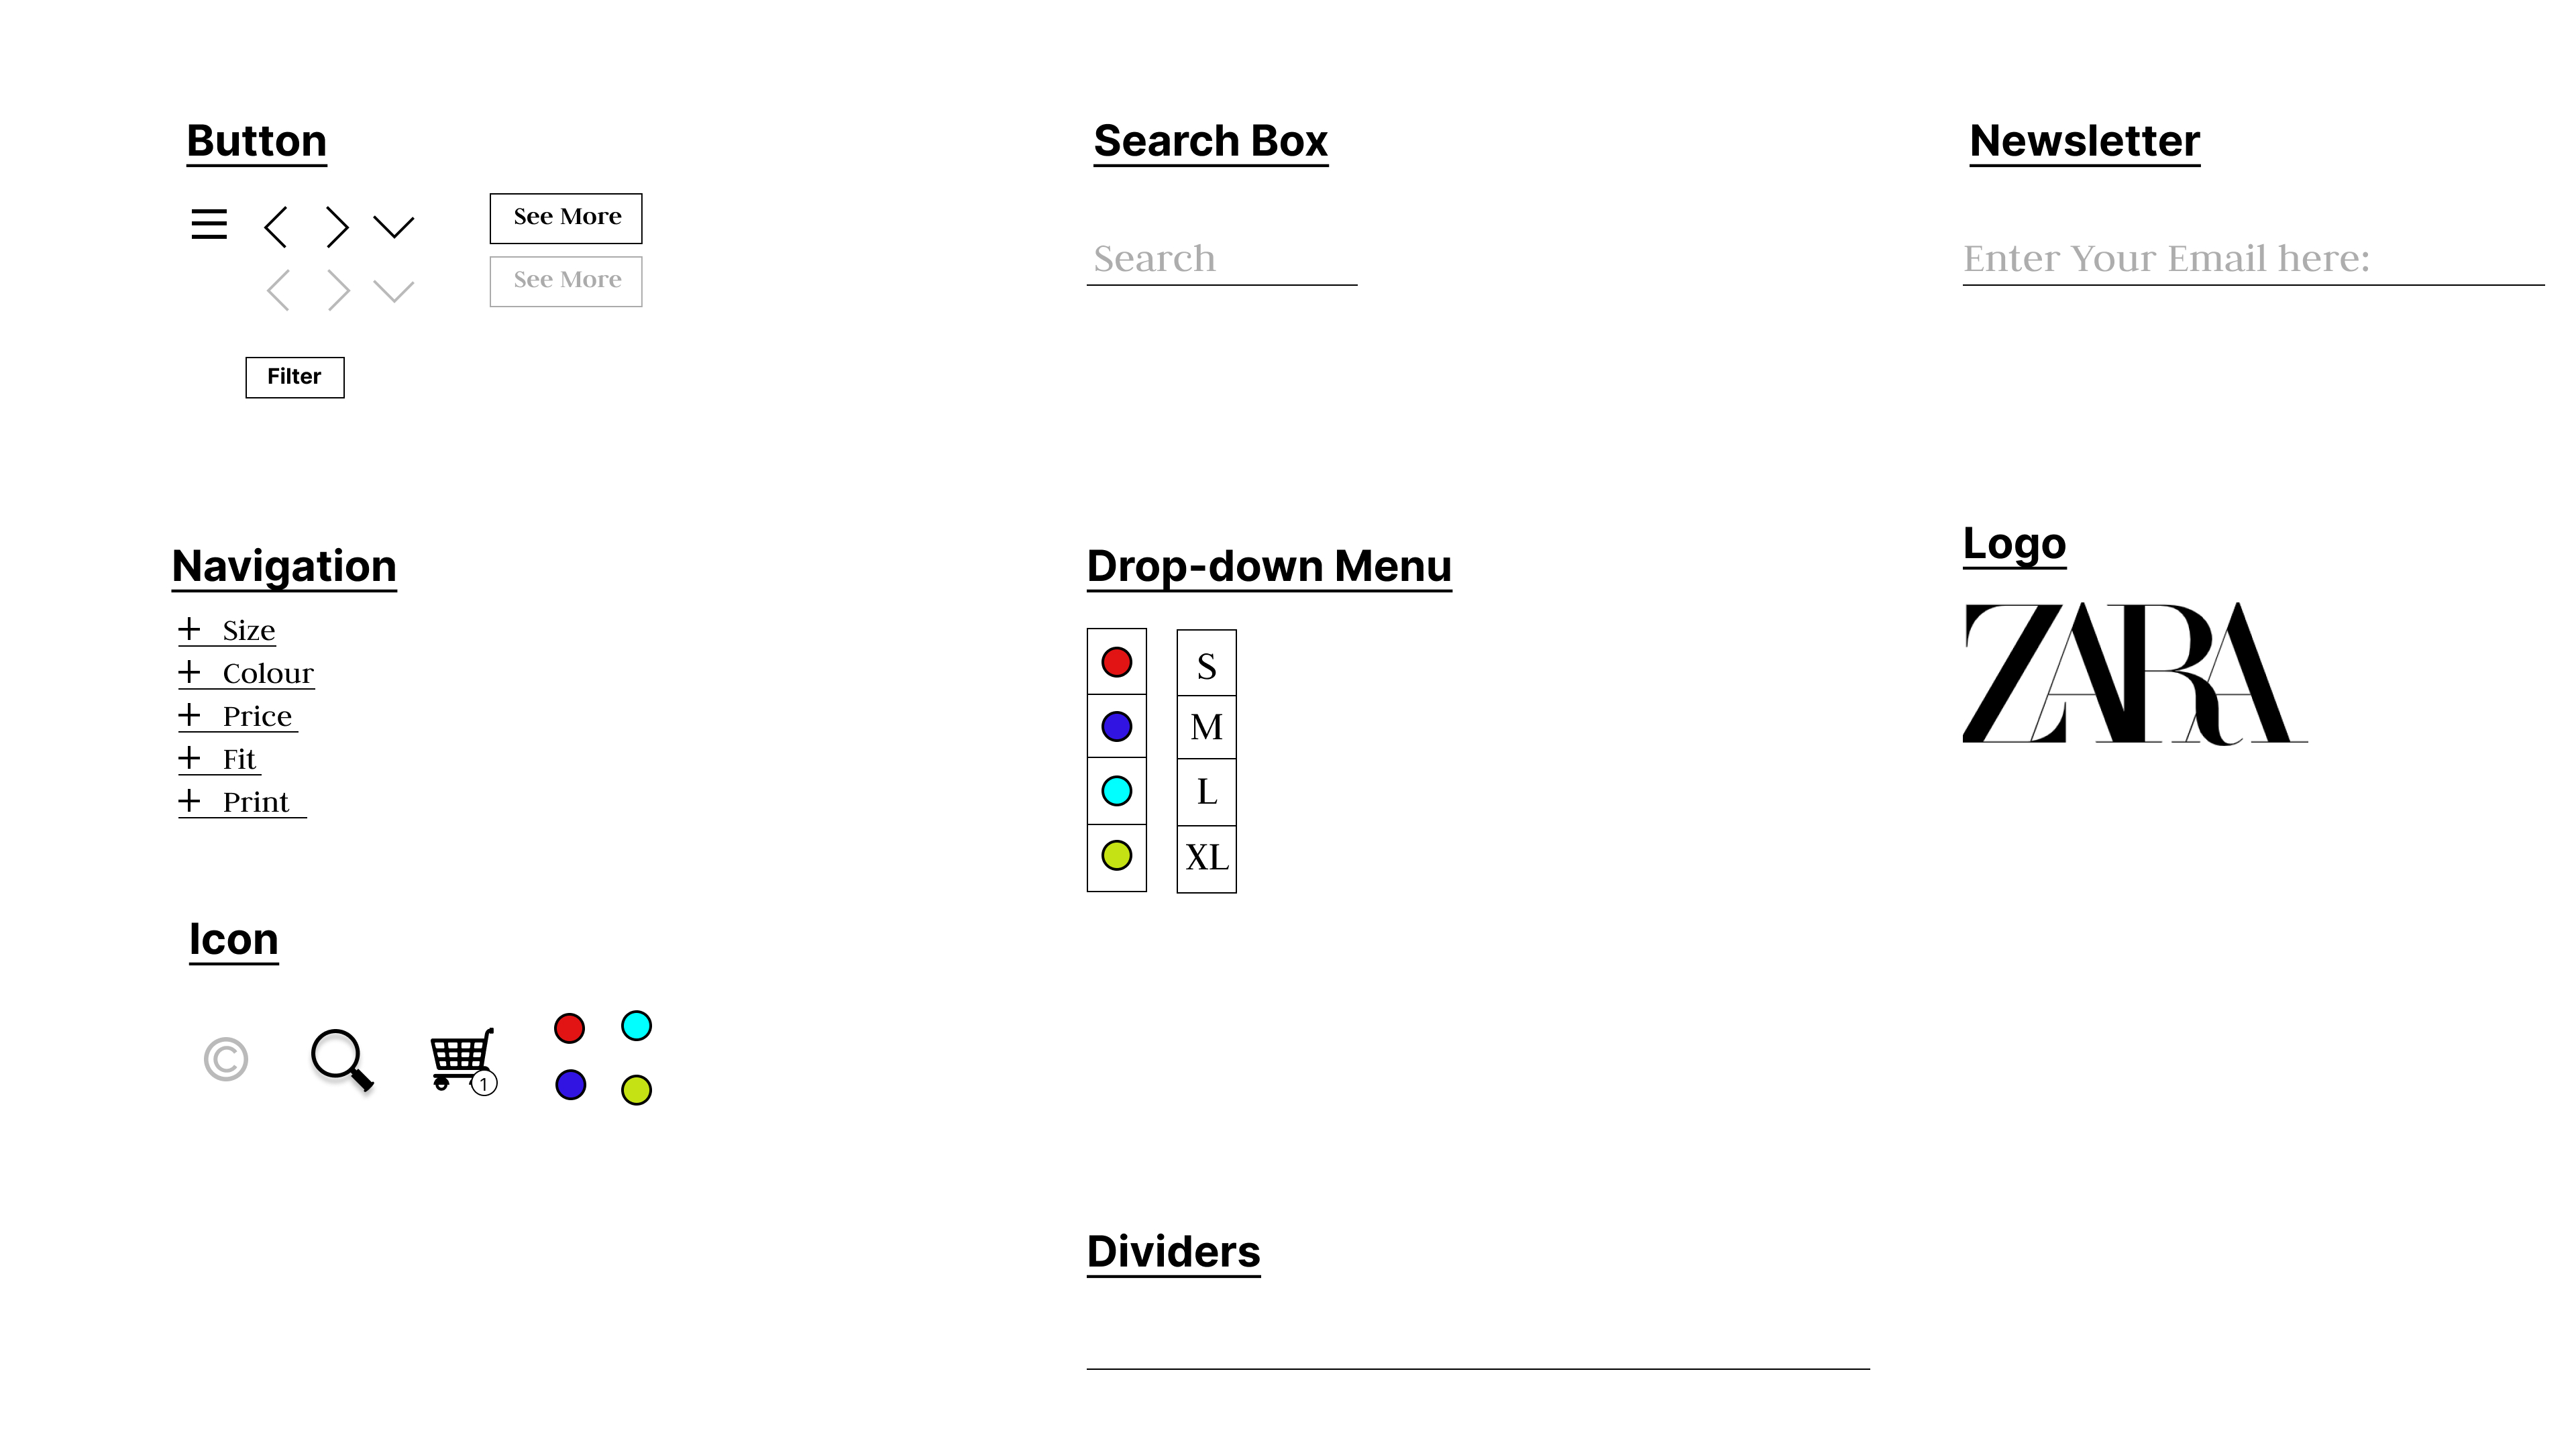 Button
See More
See More
Filter
Search Box
Search
Newsletter
Enter Your Email here:
Navigation
+ Size
+ Colour
+ Price
+ Fit
+ Print
Drop-down Menu
S
M
L
XL
Logo
ZARA
Icon
©
1
Dividers